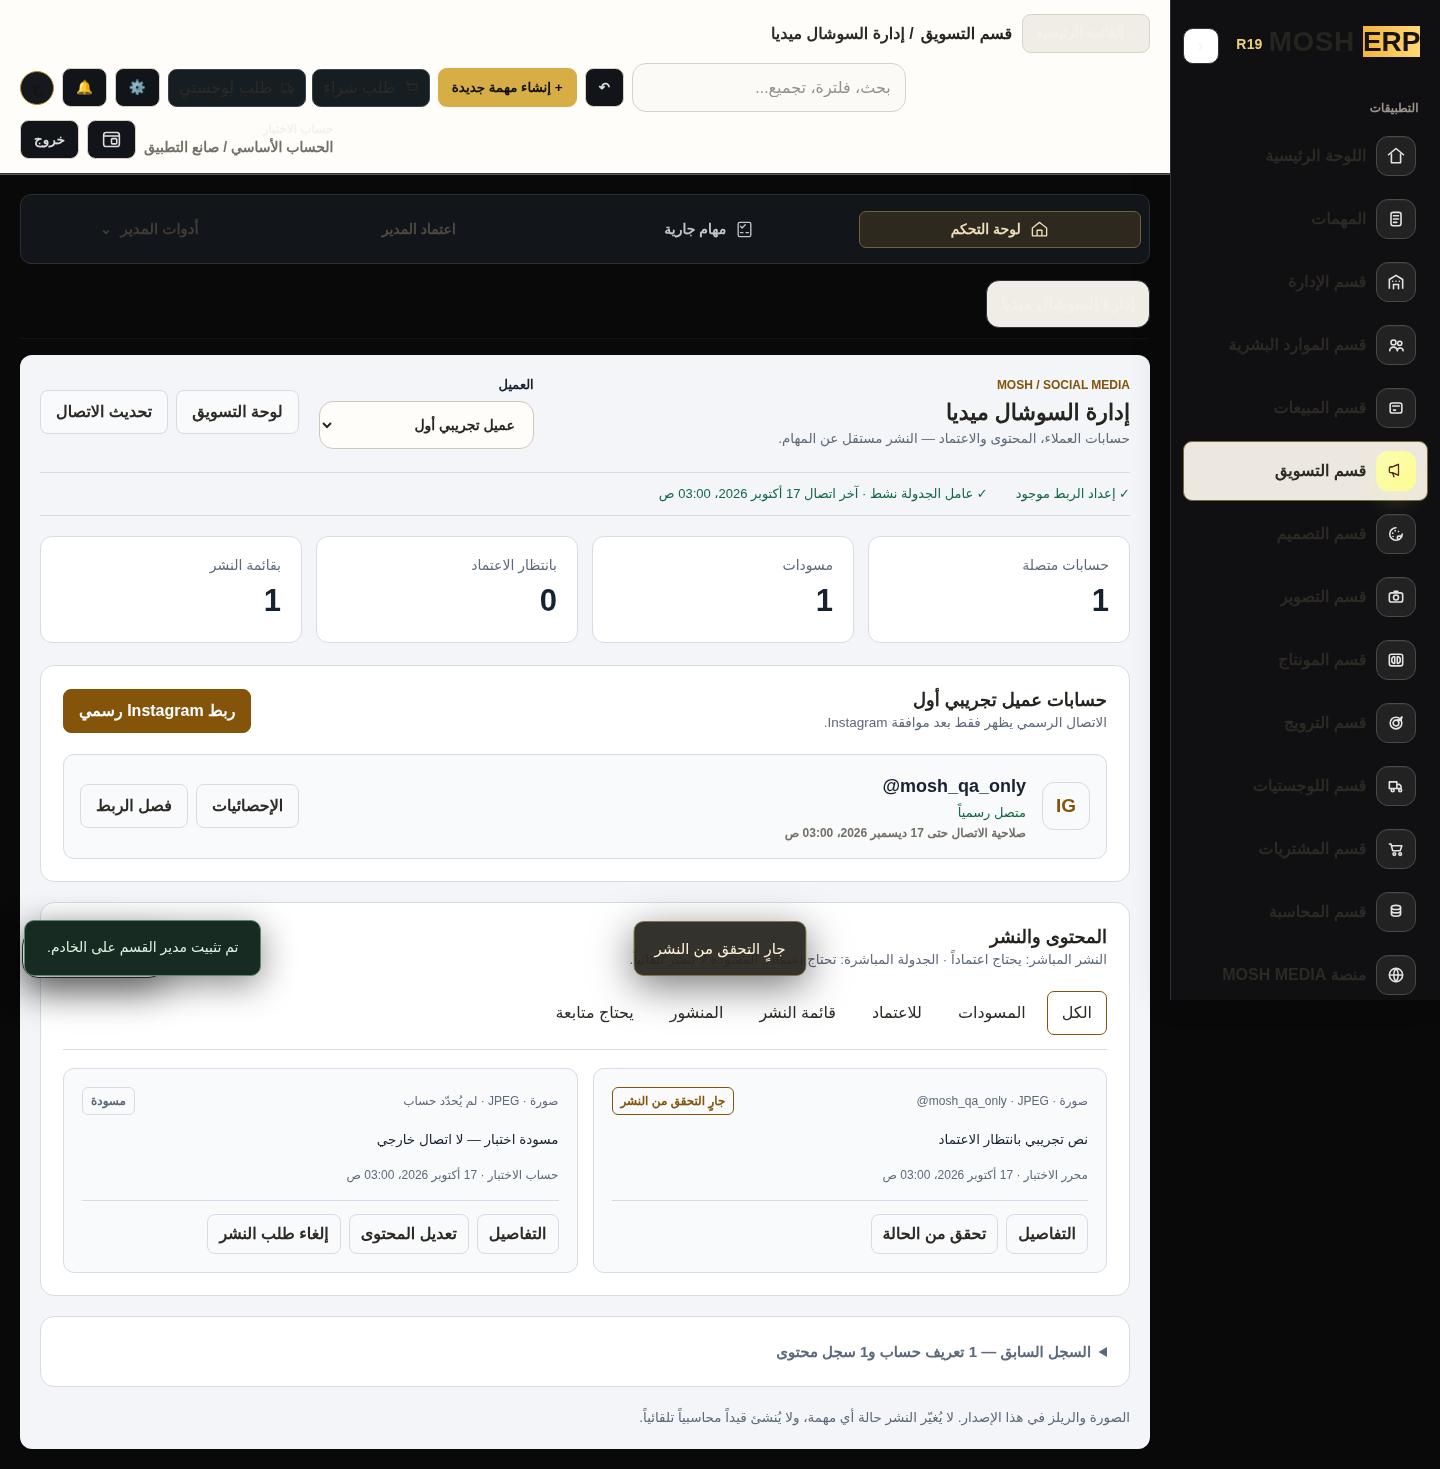 MOSH ERP R19
التطبيقات
اللوحة الرئيسية
المهمات
قسم الإدارة
قسم الموارد البشرية
قسم المبيعات
قسم التسويق
قسم التصميم
قسم التصوير
قسم المونتاج
قسم الترويج
قسم اللوجستيات
قسم المشتريات
قسم المحاسبة
منصة MOSH MEDIA
قسم التسويق / إدارة السوشال ميديا
بحث، فلترة، تجميع...
↶
+ إنشاء مهمة جديدة
طلب شراء
طلب لوجستي
حساب الاختبار
الحساب الأساسي / صانع التطبيق
خروج
لوحة التحكم
مهام جارية
اعتماد المدير
أدوات المدير
إدارة السوشال ميديا
MOSH / SOCIAL MEDIA
إدارة السوشال ميديا
حسابات العملاء، المحتوى والاعتماد — النشر مستقل عن المهام.
العميل
عميل تجريبي أول
لوحة التسويق
تحديث الاتصال
✓ إعداد الربط موجود
✓ عامل الجدولة نشط · آخر اتصال 17 أكتوبر 2026، 03:00 ص
حسابات متصلة
1
مسودات
1
بانتظار الاعتماد
0
بقائمة النشر
1
حسابات عميل تجريبي أول
الاتصال الرسمي يظهر فقط بعد موافقة Instagram.
ربط Instagram رسمي
IG
@mosh_qa_only
متصل رسمياً
صلاحية الاتصال حتى 17 ديسمبر 2026، 03:00 ص
الإحصائيات
فصل الربط
المحتوى والنشر
النشر المباشر: يحتاج اعتماداً · الجدولة المباشرة: تحتاج
جارٍ التحقق من النشر
تم تثبيت مدير القسم على الخادم.
الكل
المسودات
للاعتماد
قائمة النشر
المنشور
يحتاج متابعة
صورة · JPEG · @mosh_qa_only
جارٍ التحقق من النشر
نص تجريبي بانتظار الاعتماد
محرر الاختبار · 17 أكتوبر 2026، 03:00 ص
التفاصيل
تحقق من الحالة
صورة · JPEG · لم يُحدّد حساب
مسودة
مسودة اختبار — لا اتصال خارجي
حساب الاختبار · 17 أكتوبر 2026، 03:00 ص
التفاصيل
تعديل المحتوى
إلغاء طلب النشر
السجل السابق — 1 تعريف حساب و1 سجل محتوى
الصورة والريلز في هذا الإصدار. لا يُغيّر النشر حالة أي مهمة، ولا يُنشئ قيداً محاسبياً تلقائياً.